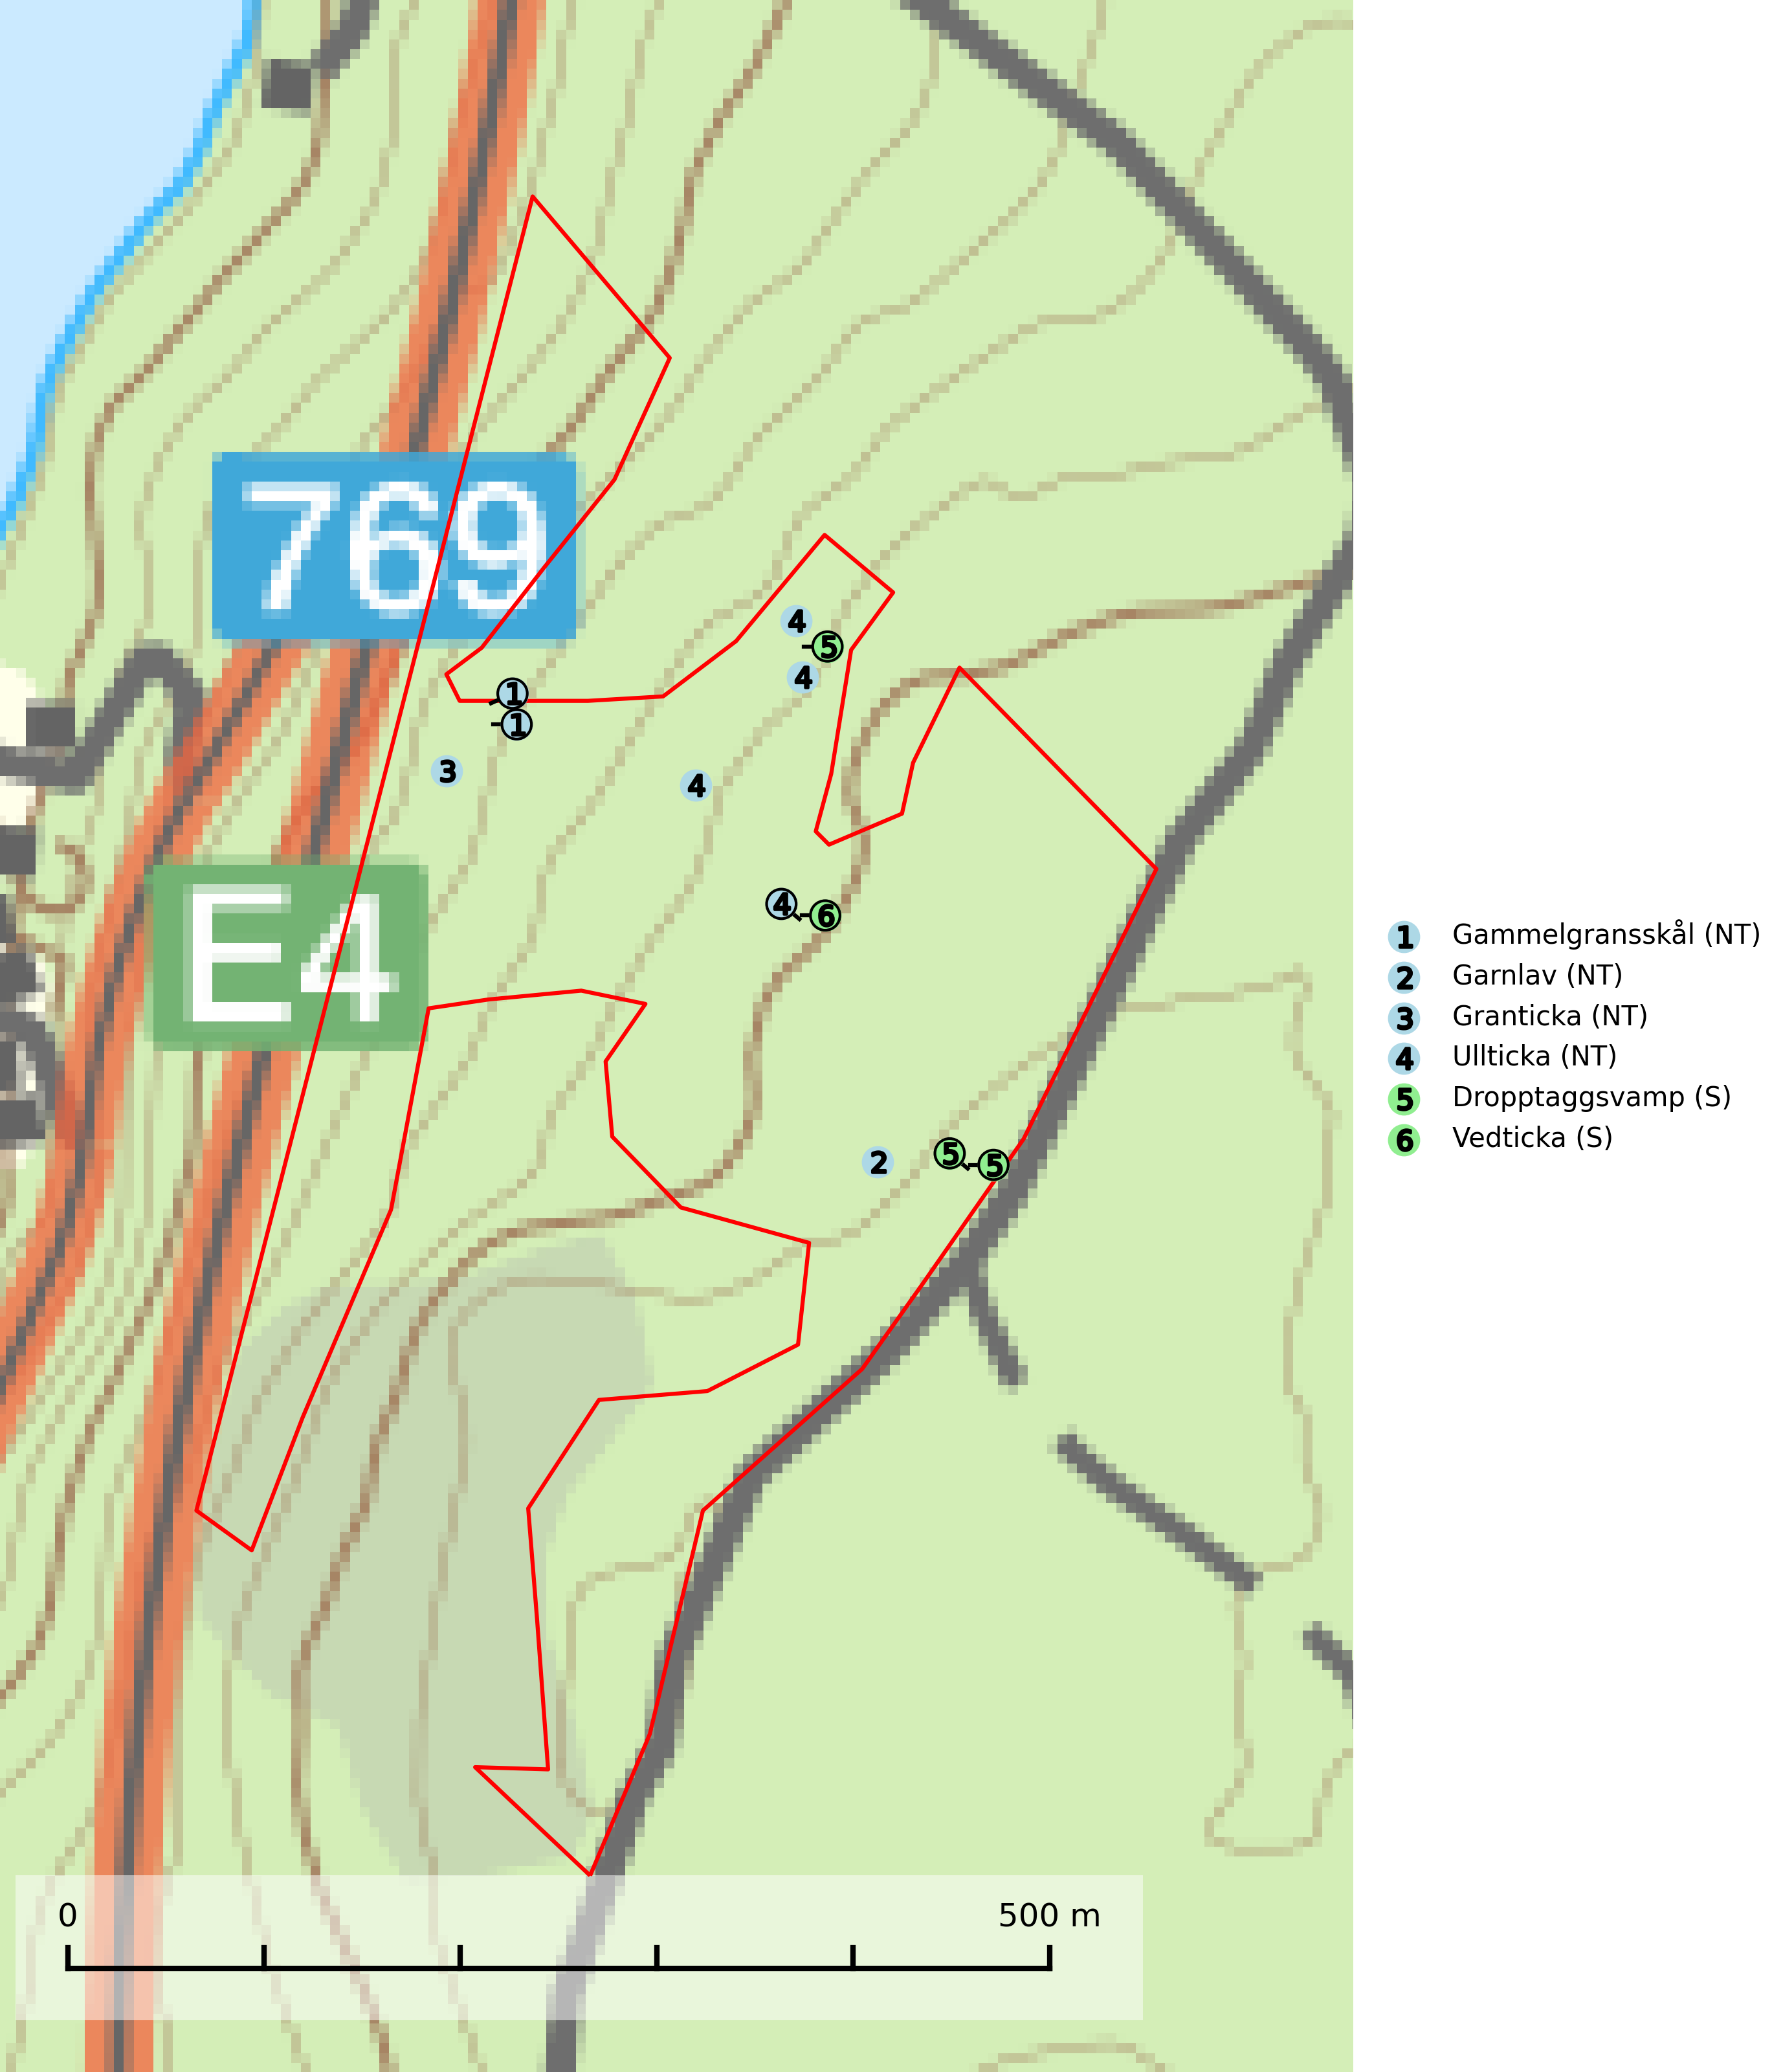 769
4
5
4
1
1
3
4
E4
4
6
2
5
5
1 Gammelgransskål (NT)
2 Garnlav (NT)
3 Granticka (NT)
4 Ullticka (NT)
5 Dropptaggsvamp (S)
6 Vedticka (S)
0 500 m